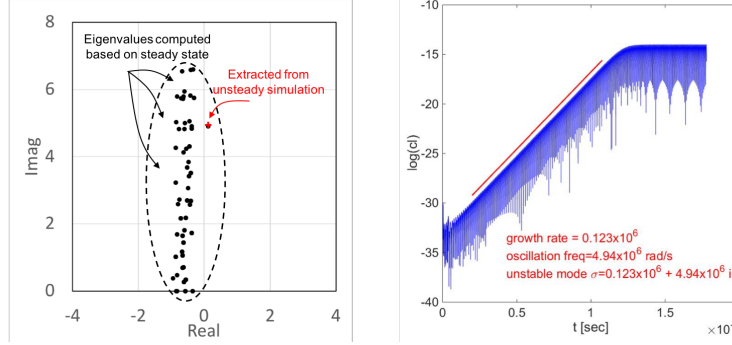 8
6
4
2
0
-4
-2
0
2
4
Imag
Real
Eigenvalues computed
based on steady state
Extracted from
unsteady simulation
-10
-15
-20
-25
-30
-35
-40
log(cl)
growth rate = 0.123x10⁶
oscillation freq=4.94x10⁶ rad/s
unstable mode σ=0.123x10⁶ + 4.94x10⁶ i
0
0.5
1
1.5
t [sec]